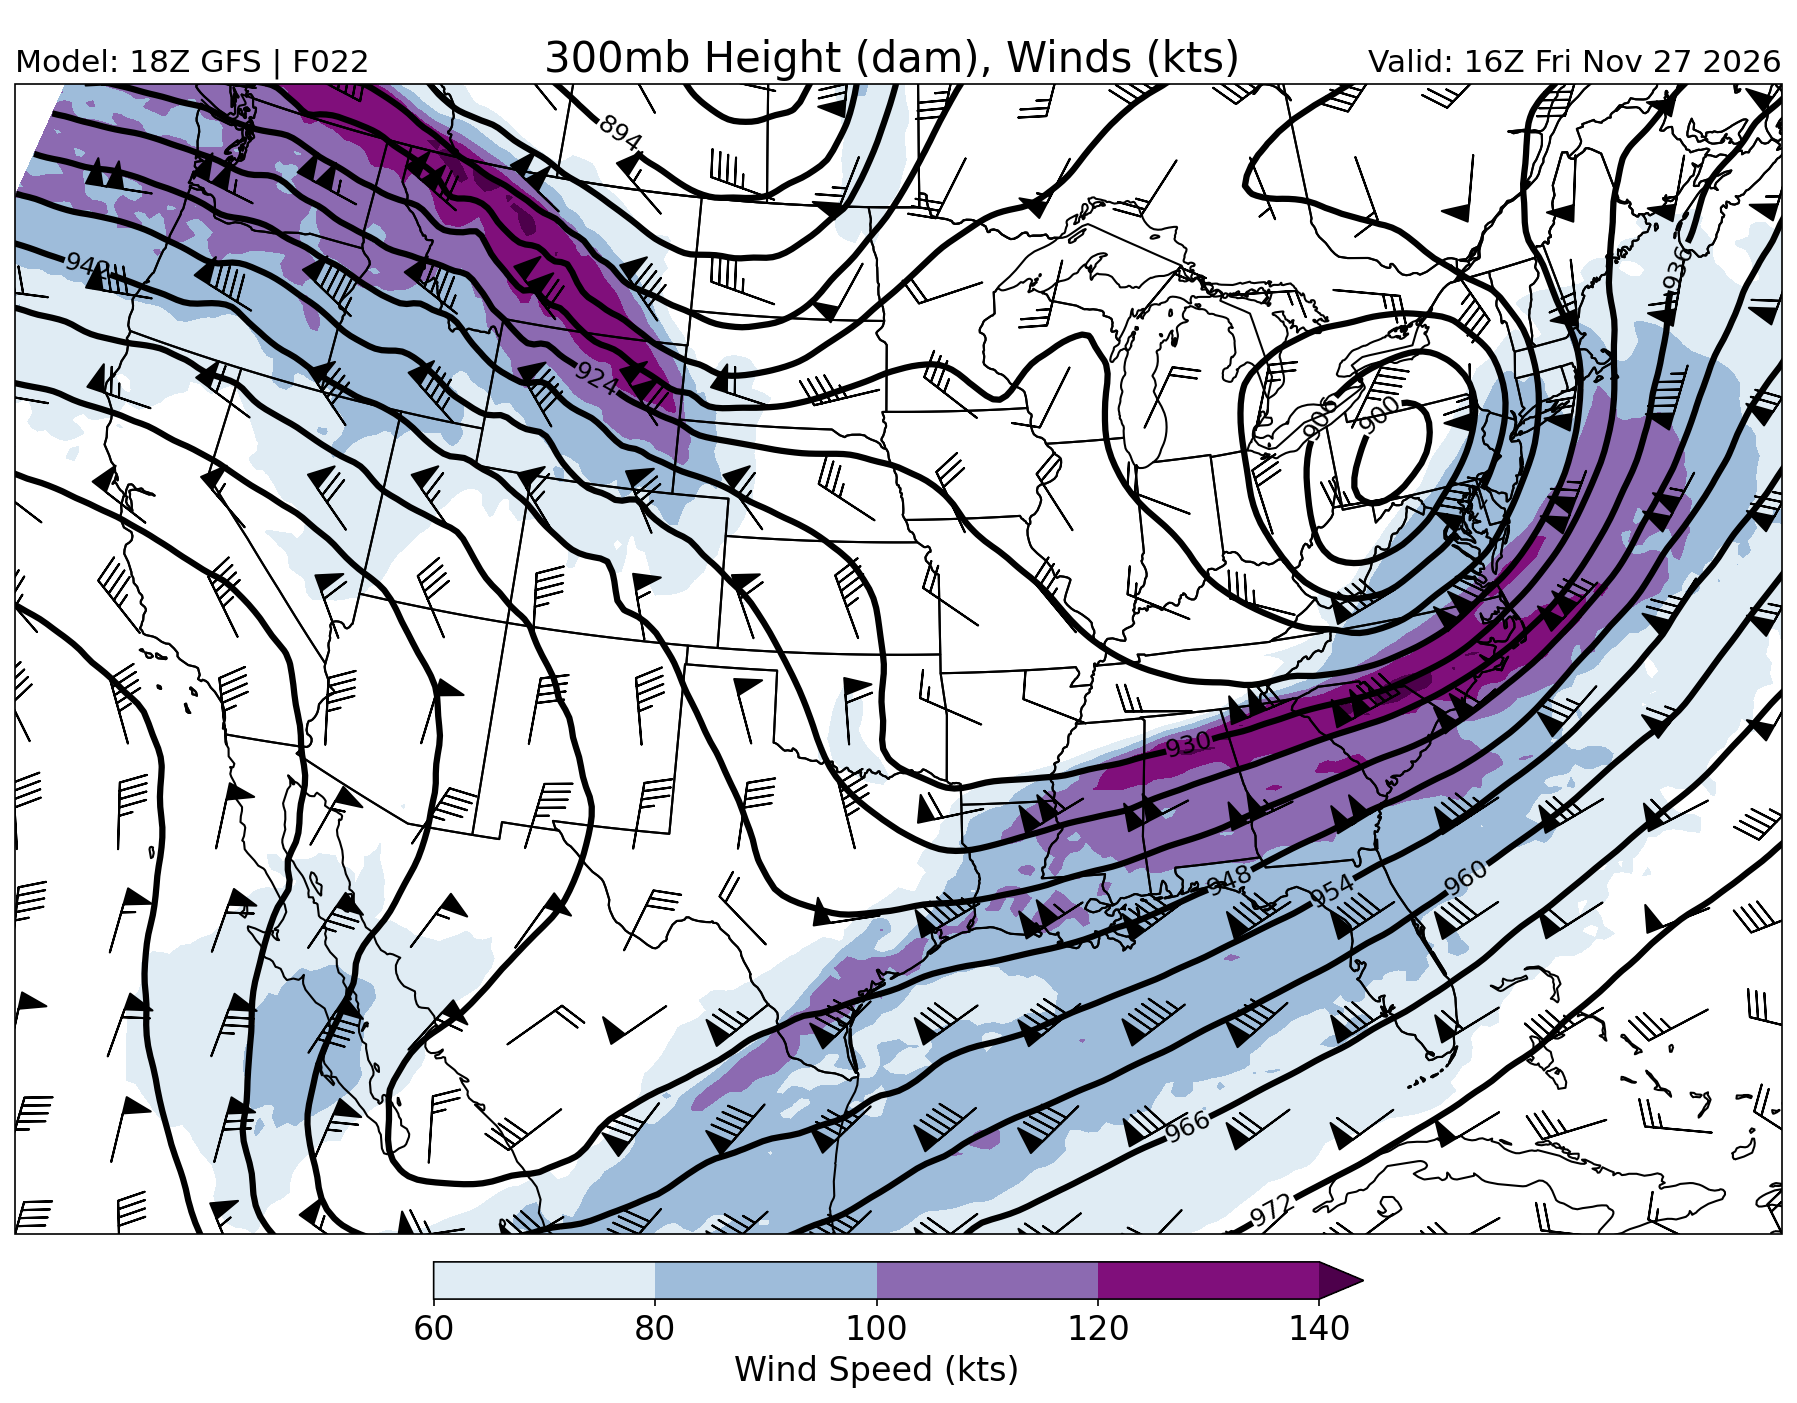 Model: 18Z GFS | F022
300mb Height (dam), Winds (kts)
Valid: 16Z Fri Nov 27 2026
894
936
942
924
906
900
930
948
954
960
966
972
60 80 100 120 140
Wind Speed (kts)